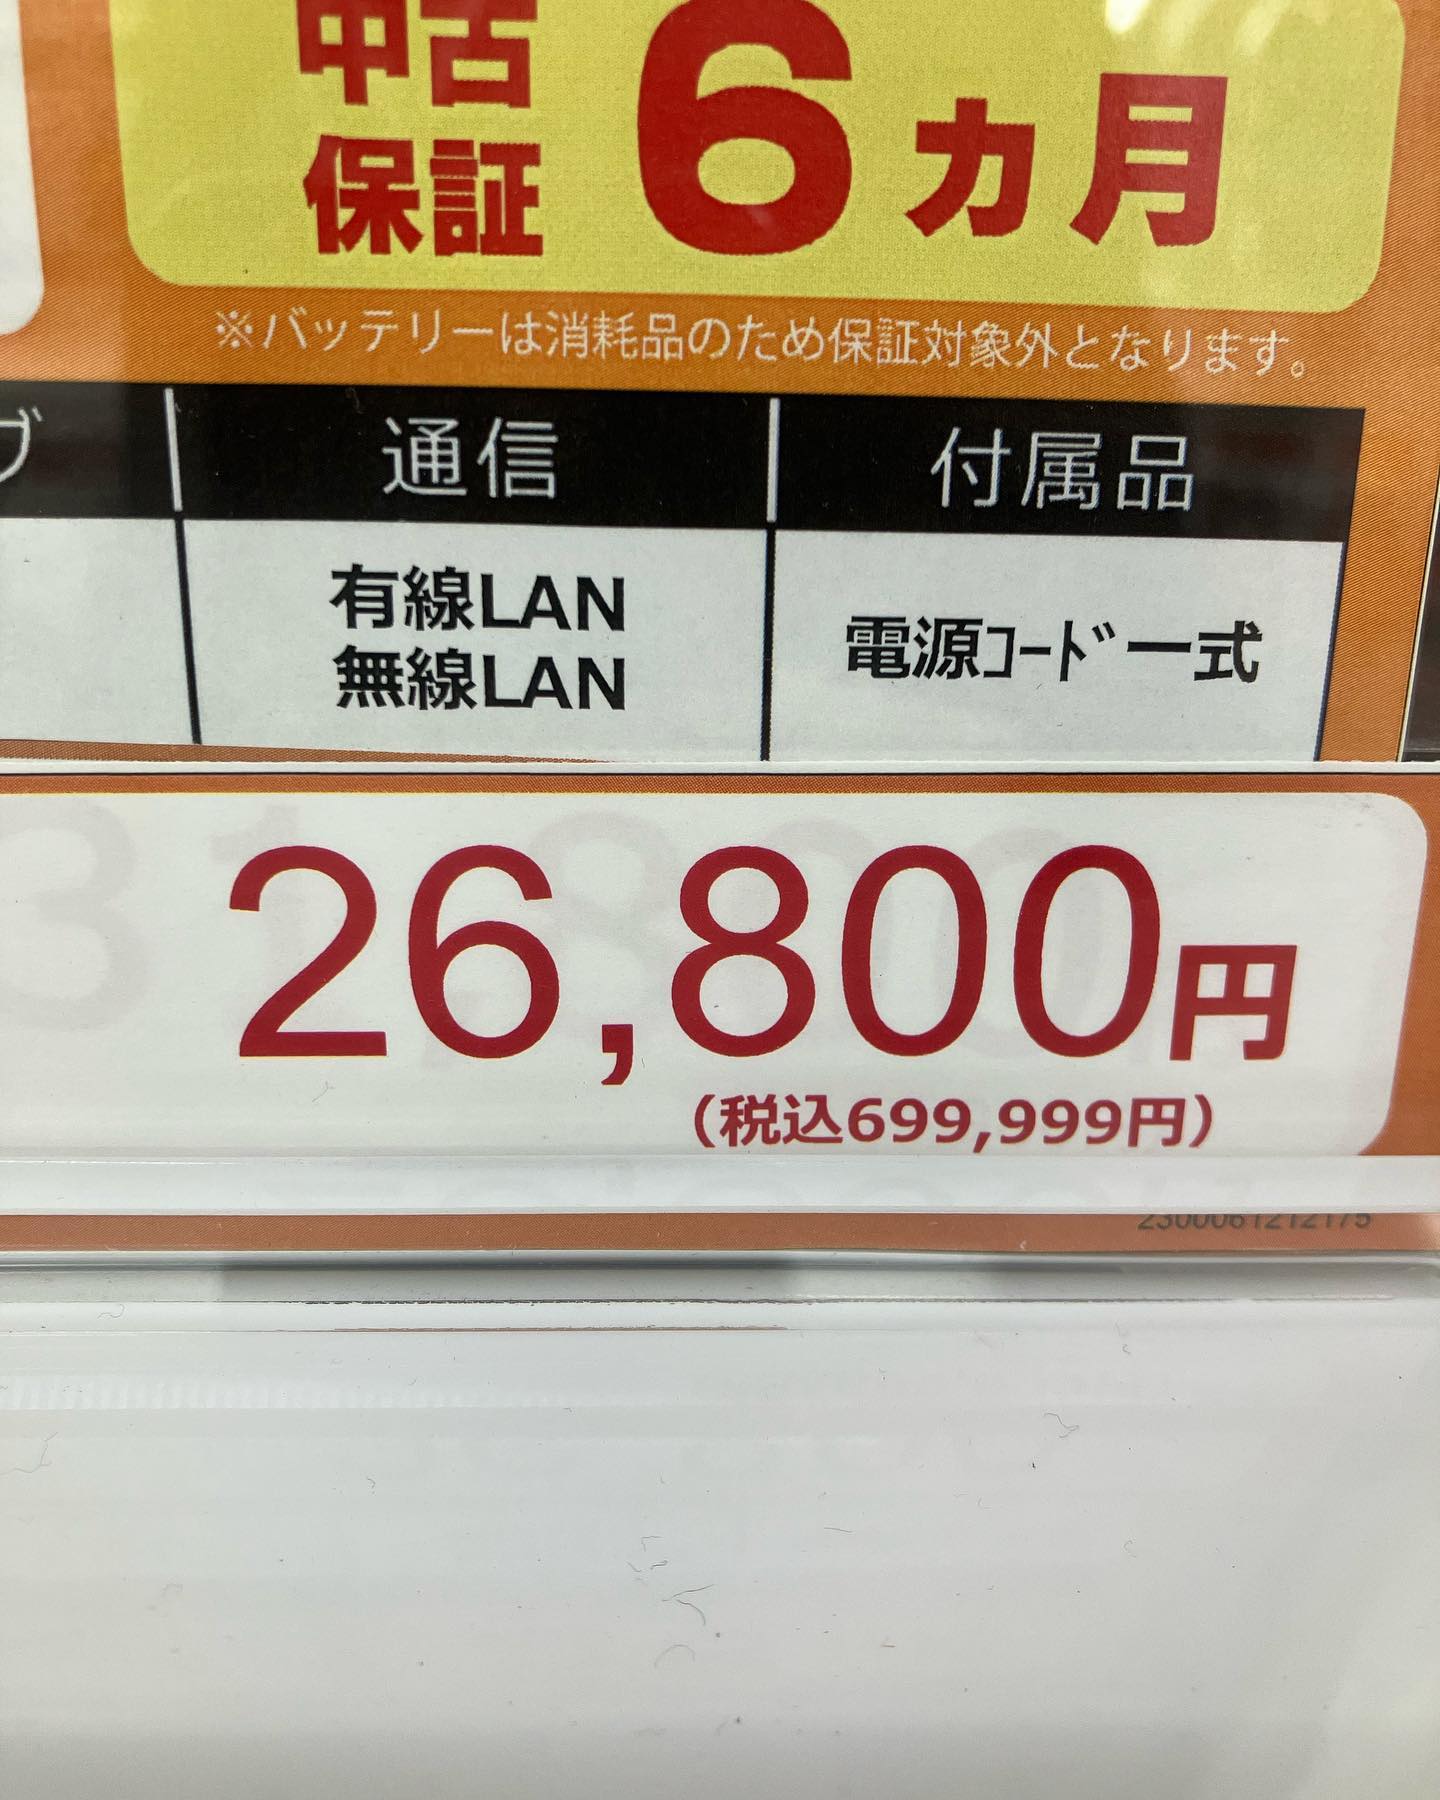 中古
保証
6ヵ月
※バッテリーは消耗品のため保証対象外となります。
ブ
通信
付属品
有線LAN
無線LAN
電源ｺｰﾄﾞ一式
26,800円
(税込699,999円)
2300061212175